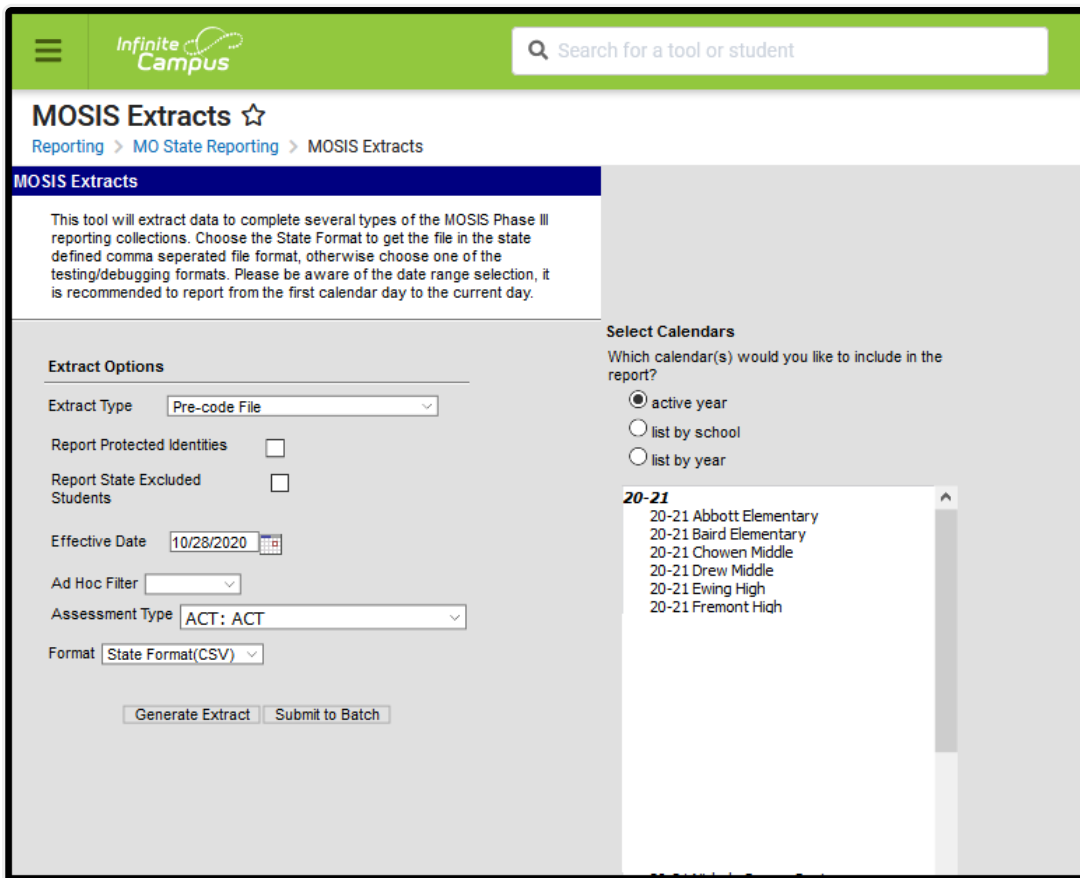 Infinite
Campus
Search for a tool or student
MOSIS Extracts
Reporting > MO State Reporting > MOSIS Extracts
MOSIS Extracts
This tool will extract data to complete several types of the MOSIS Phase III
reporting collections. Choose the State Format to get the file in the state
defined comma seperated file format, otherwise choose one of the
testing/debugging formats. Please be aware of the date range selection, it
is recommended to report from the first calendar day to the current day.
Extract Options
Extract Type Pre-code File
Report Protected Identities
Report State Excluded
Students
Effective Date 10/28/2020
Ad Hoc Filter
Assessment Type ACT: ACT
Format State Format(CSV)
Generate Extract Submit to Batch
Select Calendars
Which calendar(s) would you like to include in the
report?
active year
list by school
list by year
20-21
20-21 Abbott Elementary
20-21 Baird Elementary
20-21 Chowen Middle
20-21 Drew Middle
20-21 Ewing High
20-21 Fremont High